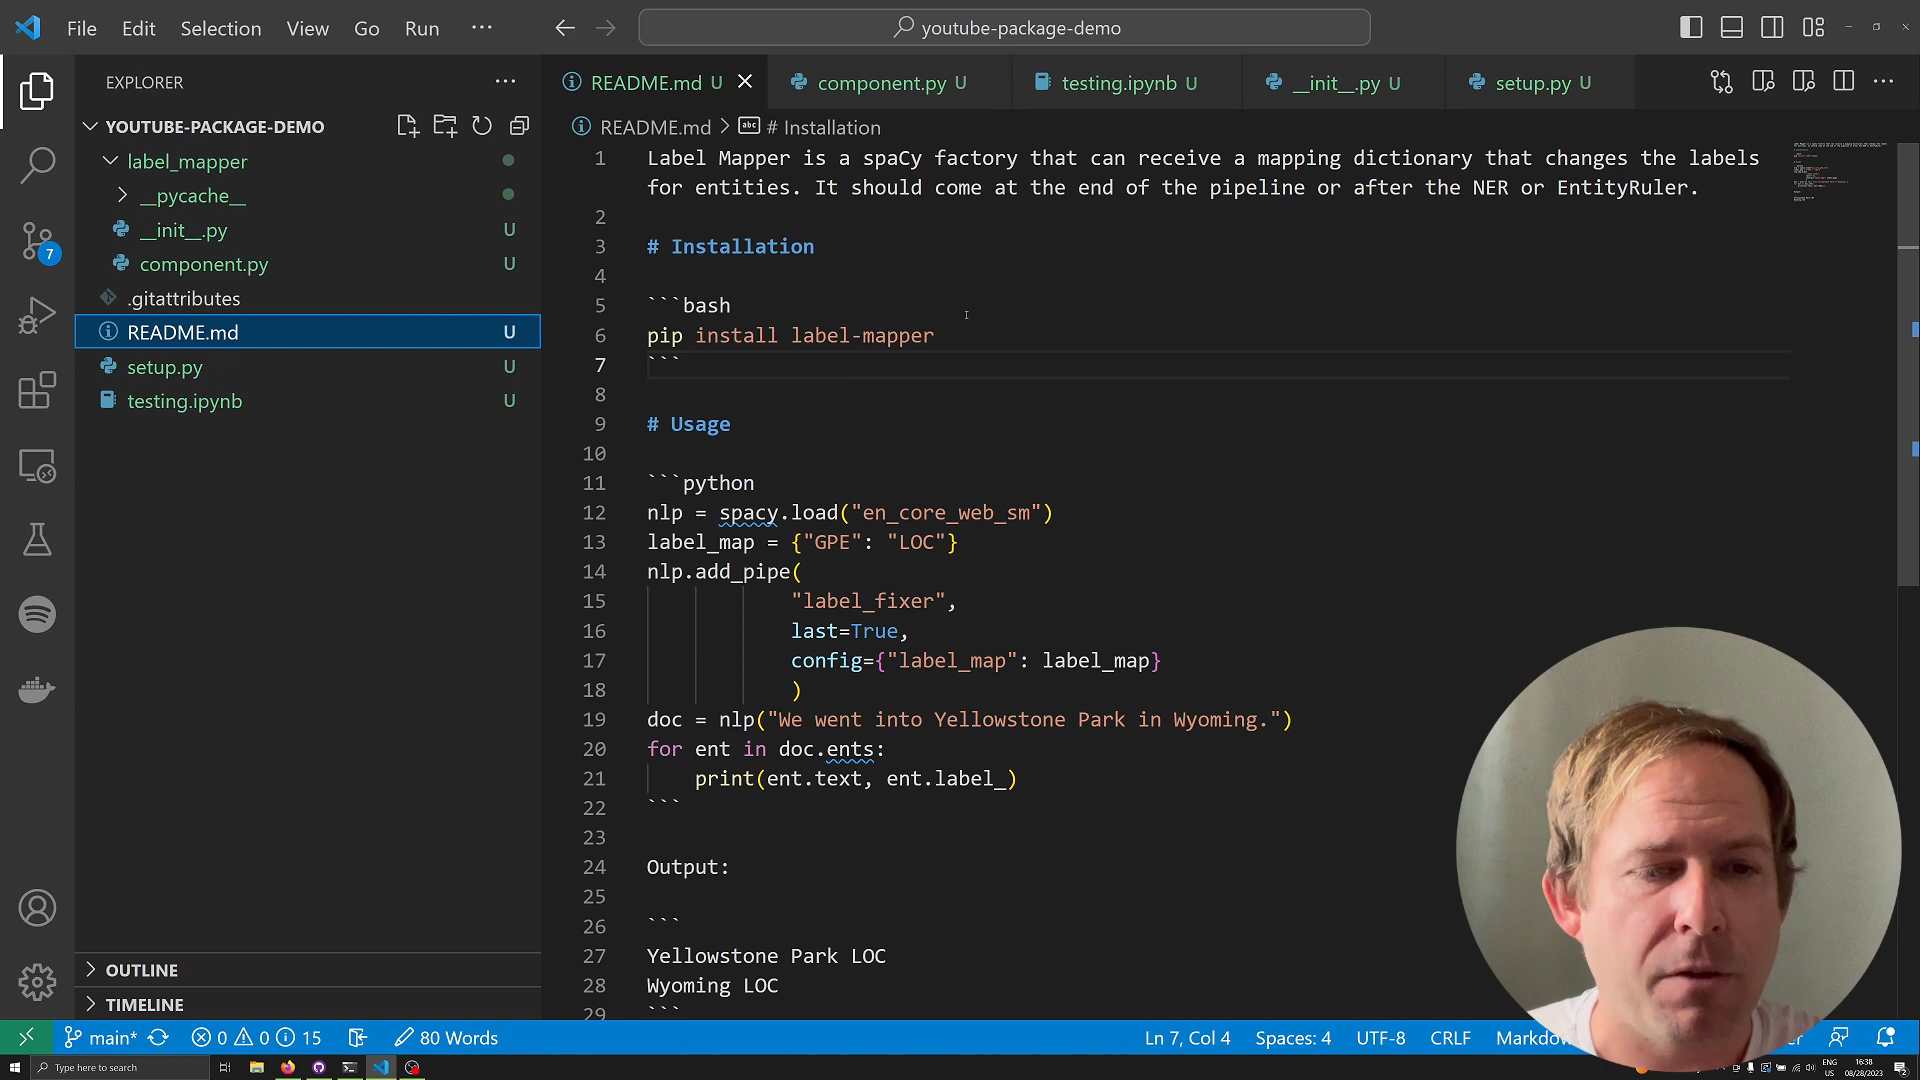 File Edit Selection View Go Run ···
youtube-package-demo
EXPLORER ···
README.md U
component.py U
testing.ipynb U
__init__.py U
setup.py U
YOUTUBE-PACKAGE-DEMO
README.md > # Installation
label_mapper
__pycache__
__init__.py U
component.py U
.gitattributes
README.md U
setup.py U
testing.ipynb U
1 Label Mapper is a spaCy factory that can receive a mapping dictionary that changes the labels
for entities. It should come at the end of the pipeline or after the NER or EntityRuler.
2
3 # Installation
4
5 ```bash
6 pip install label-mapper
7 ```
8
9 # Usage
10
11 ```python
12 nlp = spacy.load("en_core_web_sm")
13 label_map = {"GPE": "LOC"}
14 nlp.add_pipe(
15 "label_fixer",
16 last=True,
17 config={"label_map": label_map}
18 )
19 doc = nlp("We went into Yellowstone Park in Wyoming.")
20 for ent in doc.ents:
21 print(ent.text, ent.label_)
22 ```
23
24 Output:
25
26 ```
27 Yellowstone Park LOC
28 Wyoming LOC
29 ```
7
OUTLINE
TIMELINE
main* 0 0 15 80 Words
Ln 7, Col 4 Spaces: 4 UTF-8 CRLF
Type here to search
ENG
US
16:38
08/28/2023